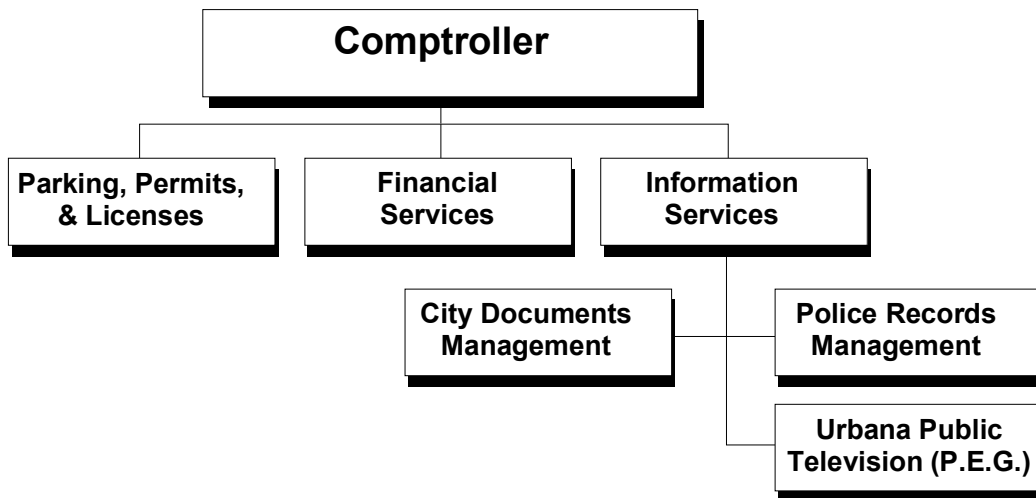 Comptroller
Parking, Permits,
& Licenses
Financial
Services
Information
Services
City Documents
Management
Police Records
Management
Urbana Public
Television (P.E.G.)